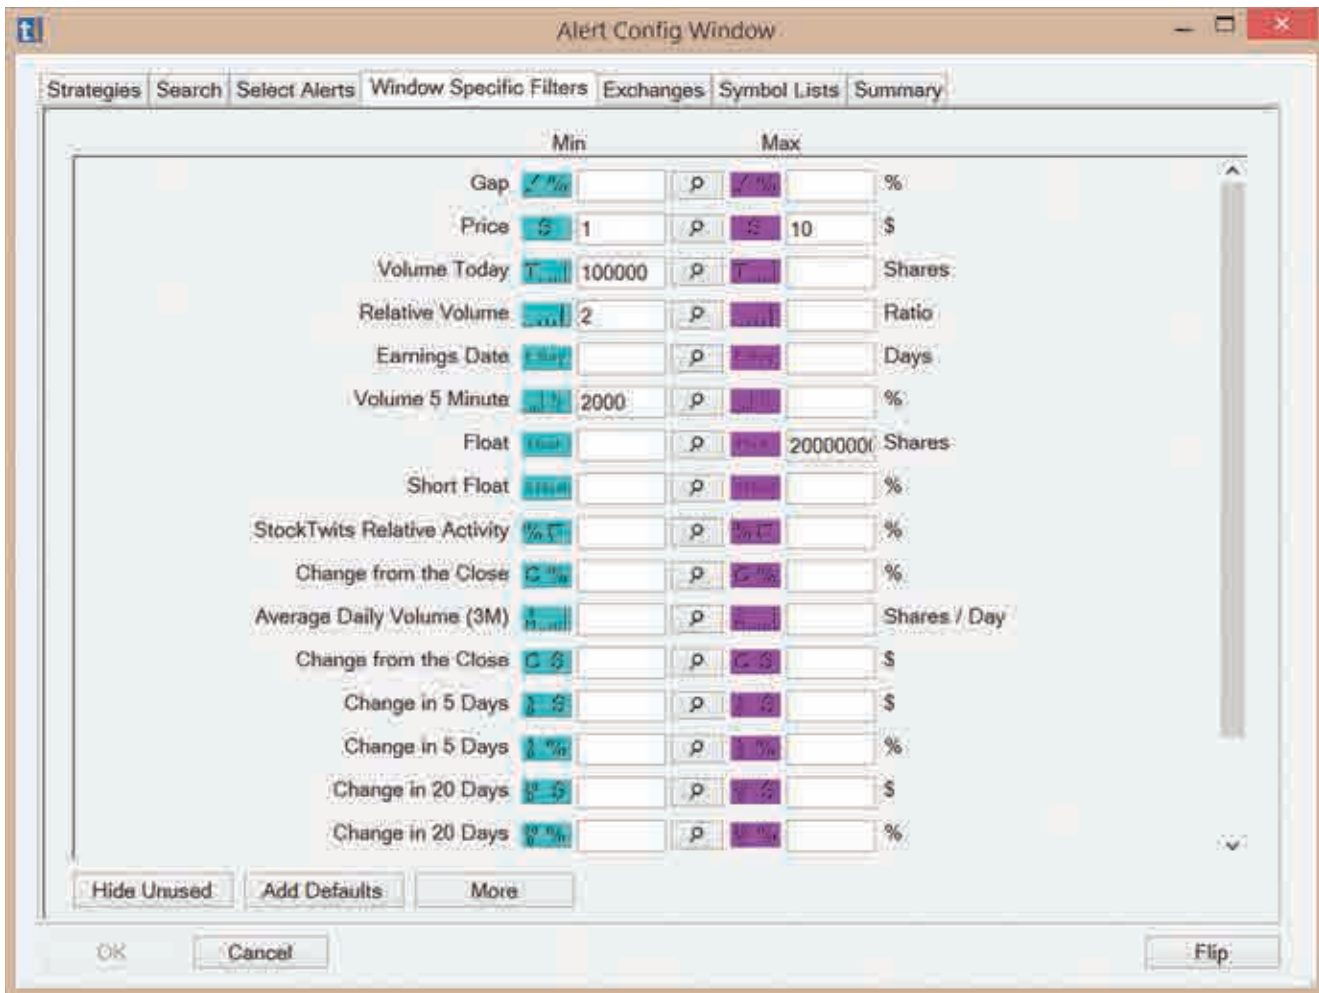 t
Alert Config Window
Strategies Search Select Alerts Window Specific Filters Exchanges Symbol Lists Summary
Min Max
Gap %
Price $ 1 $ 10 $
Volume Today 100000 Shares
Relative Volume 2 Ratio
Earnings Date Days
Volume 5 Minute 2000 %
Float 20000000 Shares
Short Float %
StockTwits Relative Activity %
Change from the Close %
Average Daily Volume (3M) Shares / Day
Change from the Close $
Change in 5 Days $
Change in 5 Days %
Change in 20 Days $
Change in 20 Days %
Hide Unused Add Defaults More
OK Cancel Flip